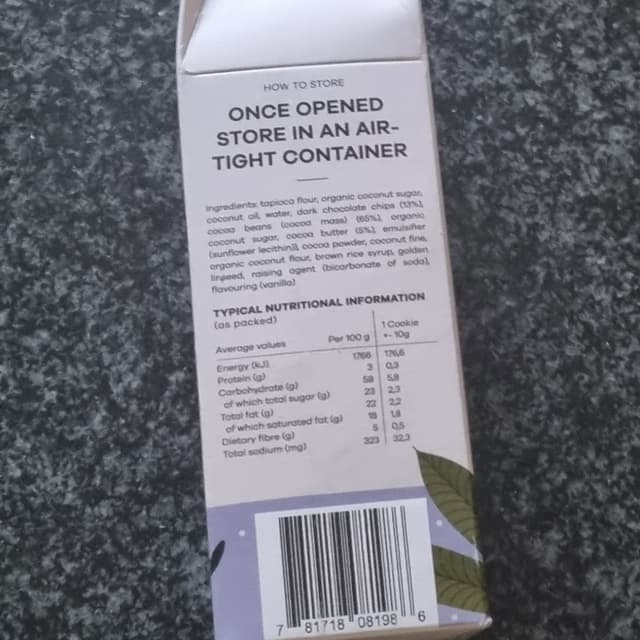 HOW TO STORE
ONCE OPENED
STORE IN AN AIR-
TIGHT CONTAINER
Ingredients: tapioca flour, organic coconut sugar,
coconut oil, water, dark chocolate chips (13%),
cocoa beans (cocoa mass) (65%), organic
coconut sugar, cocoa butter (5%), emulsifier
(sunflower lecithin)], cocoa powder, coconut fine,
organic coconut flour, brown rice syrup, golden
linseed, raising agent (bicarbonate of soda),
flavouring (vanilla)
TYPICAL NUTRITIONAL INFORMATION
(as packed)
Average values Per 100 g 1 Cookie +- 10g
Energy (kJ) 1766 176,6
Protein (g) 3 0,3
Carbohydrate (g) 58 5,8
of which total sugar (g) 23 2,3
Total fat (g) 22 2,2
of which saturated fat (g) 18 1,8
Dietary fibre (g) 5 0,5
Total sodium (mg) 323 32,3
7 81718 08198 6